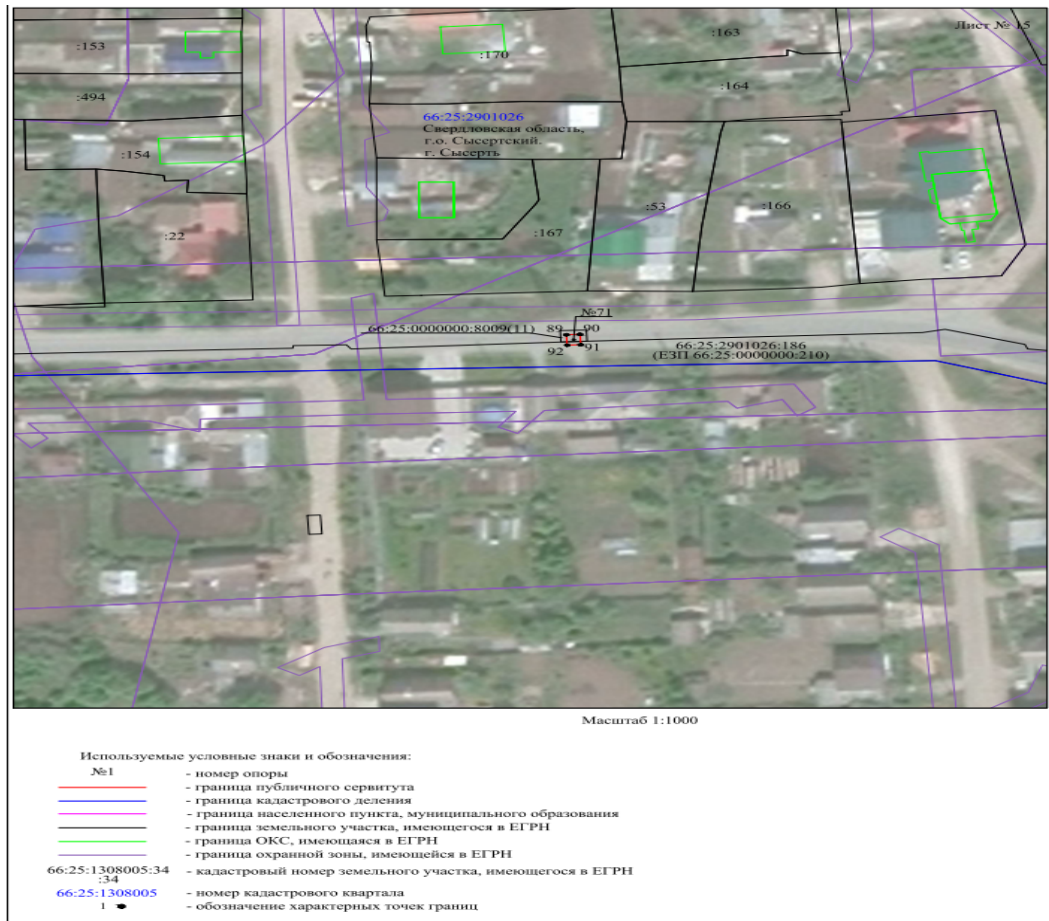 Лист № 15
:153
:170
:163
:164
:494
66:25:2901026
Свердловская область,
г.о. Сысертский.
г. Сысерть
:154
:53
:166
:22
:167
№71
66:25:0000000:8009(11)
89
90
92
91
66:25:2901026:186
(ЕЗП 66:25:0000000:210)
Масштаб 1:1000
Используемые условные знаки и обозначения:
№1 - номер опоры
- граница публичного сервитута
- граница кадастрового деления
- граница населенного пункта, муниципального образования
- граница земельного участка, имеющегося в ЕГРН
- граница ОКС, имеющаяся в ЕГРН
- граница охранной зоны, имеющейся в ЕГРН
66:25:1308005:34 - кадастровый номер земельного участка, имеющегося в ЕГРН
:34
66:25:1308005 - номер кадастрового квартала
1 - обозначение характерных точек границ